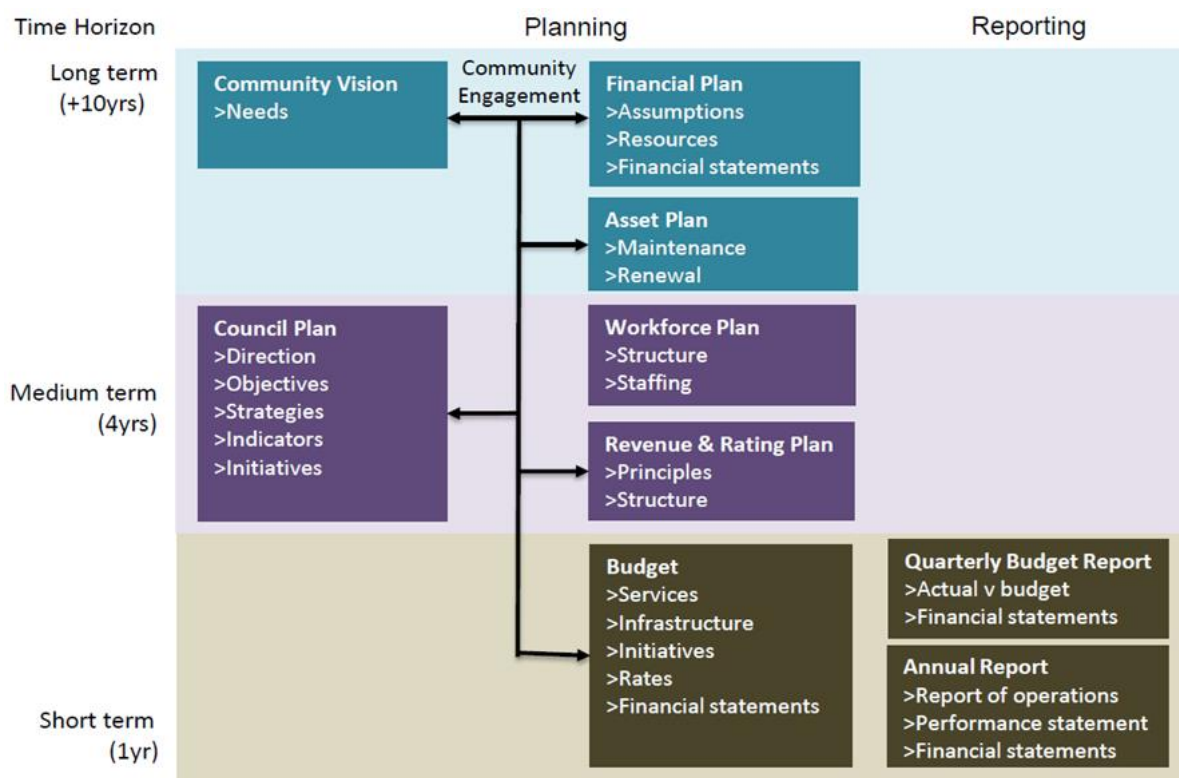 Time Horizon
Planning
Reporting
Long term
(+10yrs)
Community Vision
>Needs
Community
Engagement
Financial Plan
>Assumptions
>Resources
>Financial statements
Asset Plan
>Maintenance
>Renewal
Medium term
(4yrs)
Council Plan
>Direction
>Objectives
>Strategies
>Indicators
>Initiatives
Workforce Plan
>Structure
>Staffing
Revenue & Rating Plan
>Principles
>Structure
Short term
(1yr)
Budget
>Services
>Infrastructure
>Initiatives
>Rates
>Financial statements
Quarterly Budget Report
>Actual v budget
>Financial statements
Annual Report
>Report of operations
>Performance statement
>Financial statements